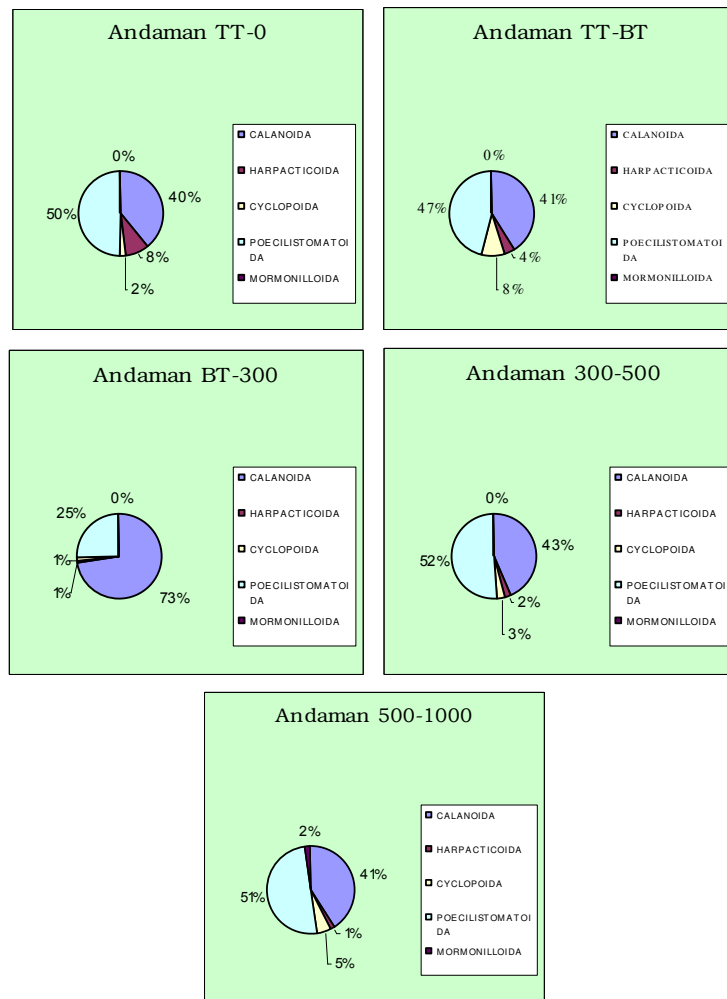 Andaman TT-0
0%
40%
8%
2%
50%
CALANOIDA
HARPACTICOIDA
CYCLOPOIDA
POECILISTOMATOI
DA
MORMONILLOIDA
Andaman TT-BT
0%
41%
4%
8%
47%
CALANOIDA
HARPACTICOIDA
CYCLOPOIDA
POECILISTOMATOI
DA
MORMONILLOIDA
Andaman BT-300
0%
25%
1%
1%
73%
CALANOIDA
HARPACTICOIDA
CYCLOPOIDA
POECILISTOMATOI
DA
MORMONILLOIDA
Andaman 300-500
0%
43%
2%
3%
52%
CALANOIDA
HARPACTICOIDA
CYCLOPOIDA
POECILISTOMATOI
DA
MORMONILLOIDA
Andaman 500-1000
2%
41%
1%
5%
51%
CALANOIDA
HARPACTICOIDA
CYCLOPOIDA
POECILISTOMATOI
DA
MORMONILLOIDA